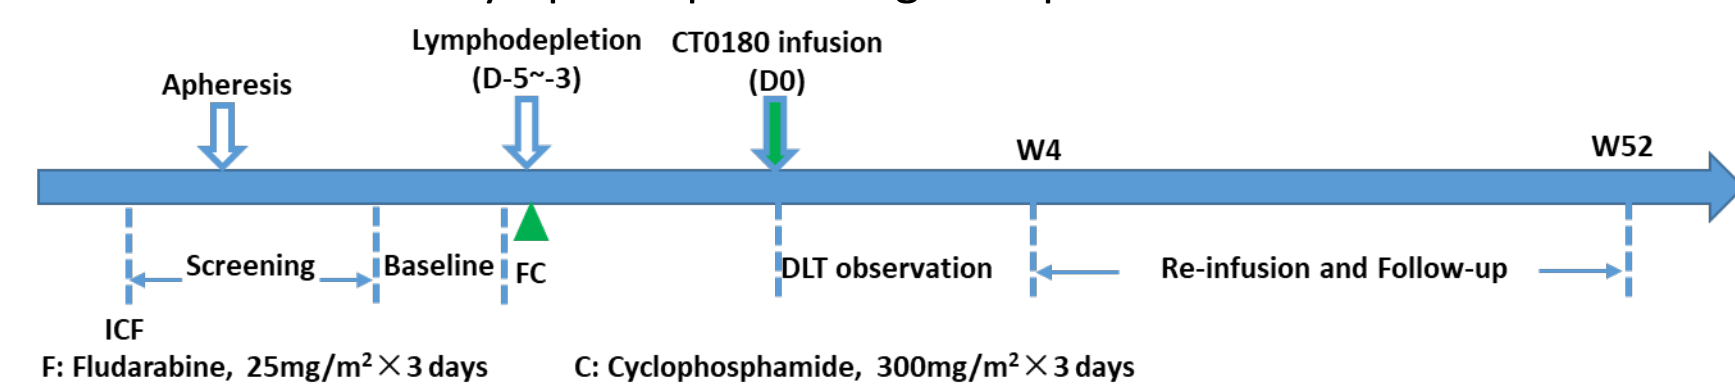 Lymphodepletion
(D-5~-3)
CT0180 infusion
(D0)
Apheresis
W4
W52
Screening
Baseline
FC
DLT observation
Re-infusion and Follow-up
ICF
F: Fludarabine, 25mg/m²×3 days C: Cyclophosphamide, 300mg/m²×3 days